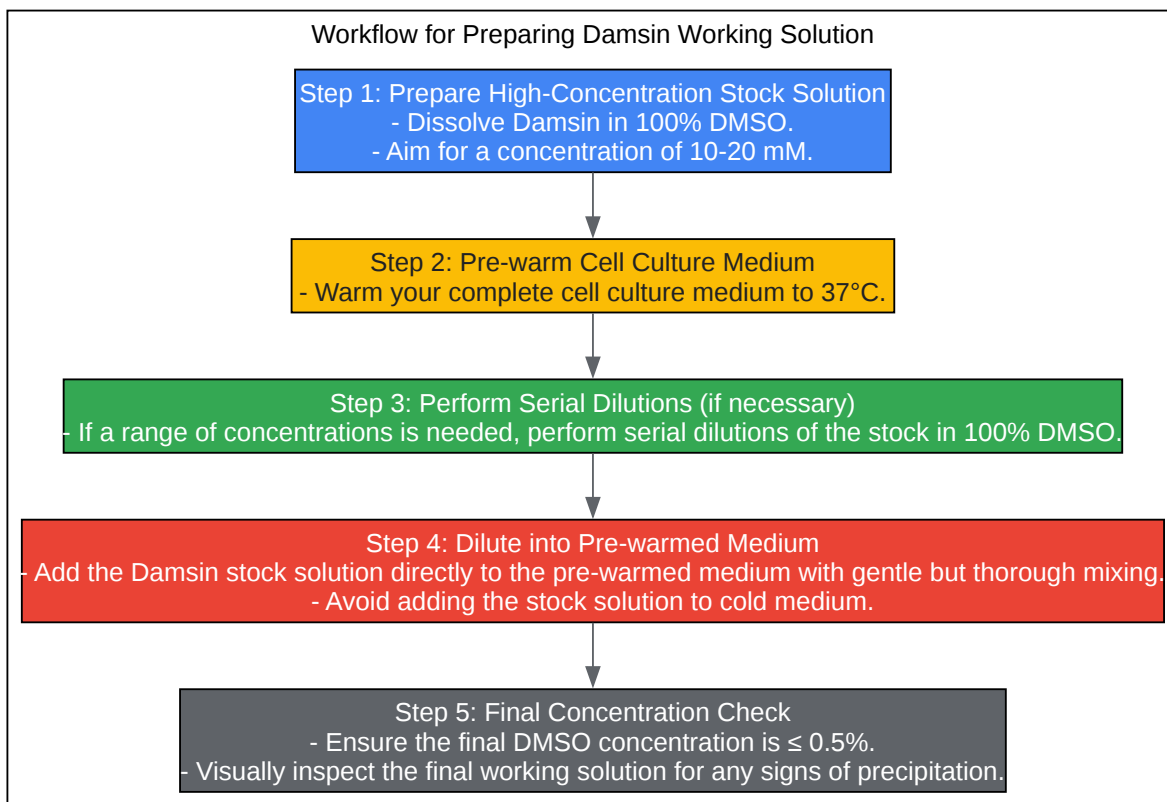 Workflow for Preparing Damsin Working Solution
Step 1: Prepare High-Concentration Stock Solution
- Dissolve Damsin in 100% DMSO.
- Aim for a concentration of 10-20 mM.
Step 2: Pre-warm Cell Culture Medium
- Warm your complete cell culture medium to 37°C.
Step 3: Perform Serial Dilutions (if necessary)
- If a range of concentrations is needed, perform serial dilutions of the stock in 100% DMSO.
Step 4: Dilute into Pre-warmed Medium
- Add the Damsin stock solution directly to the pre-warmed medium with gentle but thorough mixing.
- Avoid adding the stock solution to cold medium.
Step 5: Final Concentration Check
- Ensure the final DMSO concentration is ≤ 0.5%.
- Visually inspect the final working solution for any signs of precipitation.